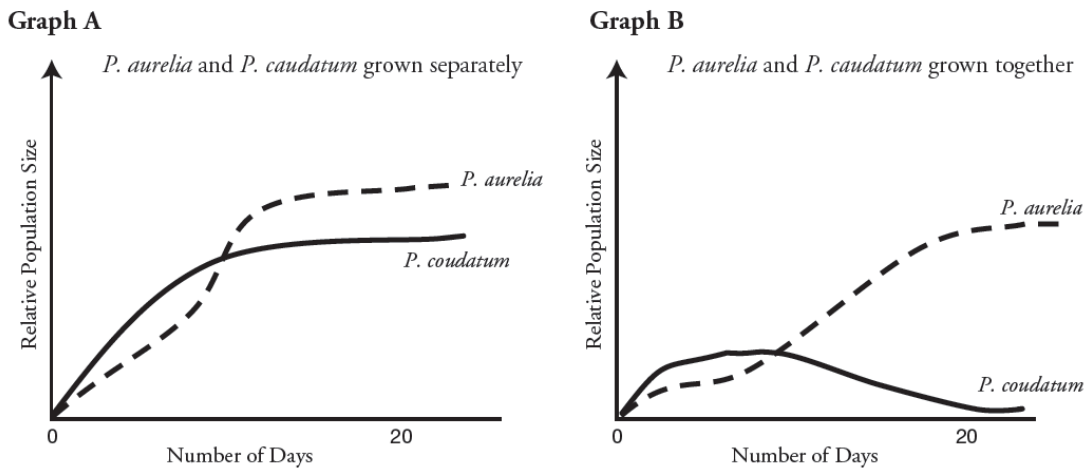 Graph A
P. aurelia and P. caudatum grown separately
Relative Population Size
P. aurelia
P. coudatum
0
20
Number of Days
Graph B
P. aurelia and P. caudatum grown together
Relative Population Size
P. aurelia
P. coudatum
0
20
Number of Days